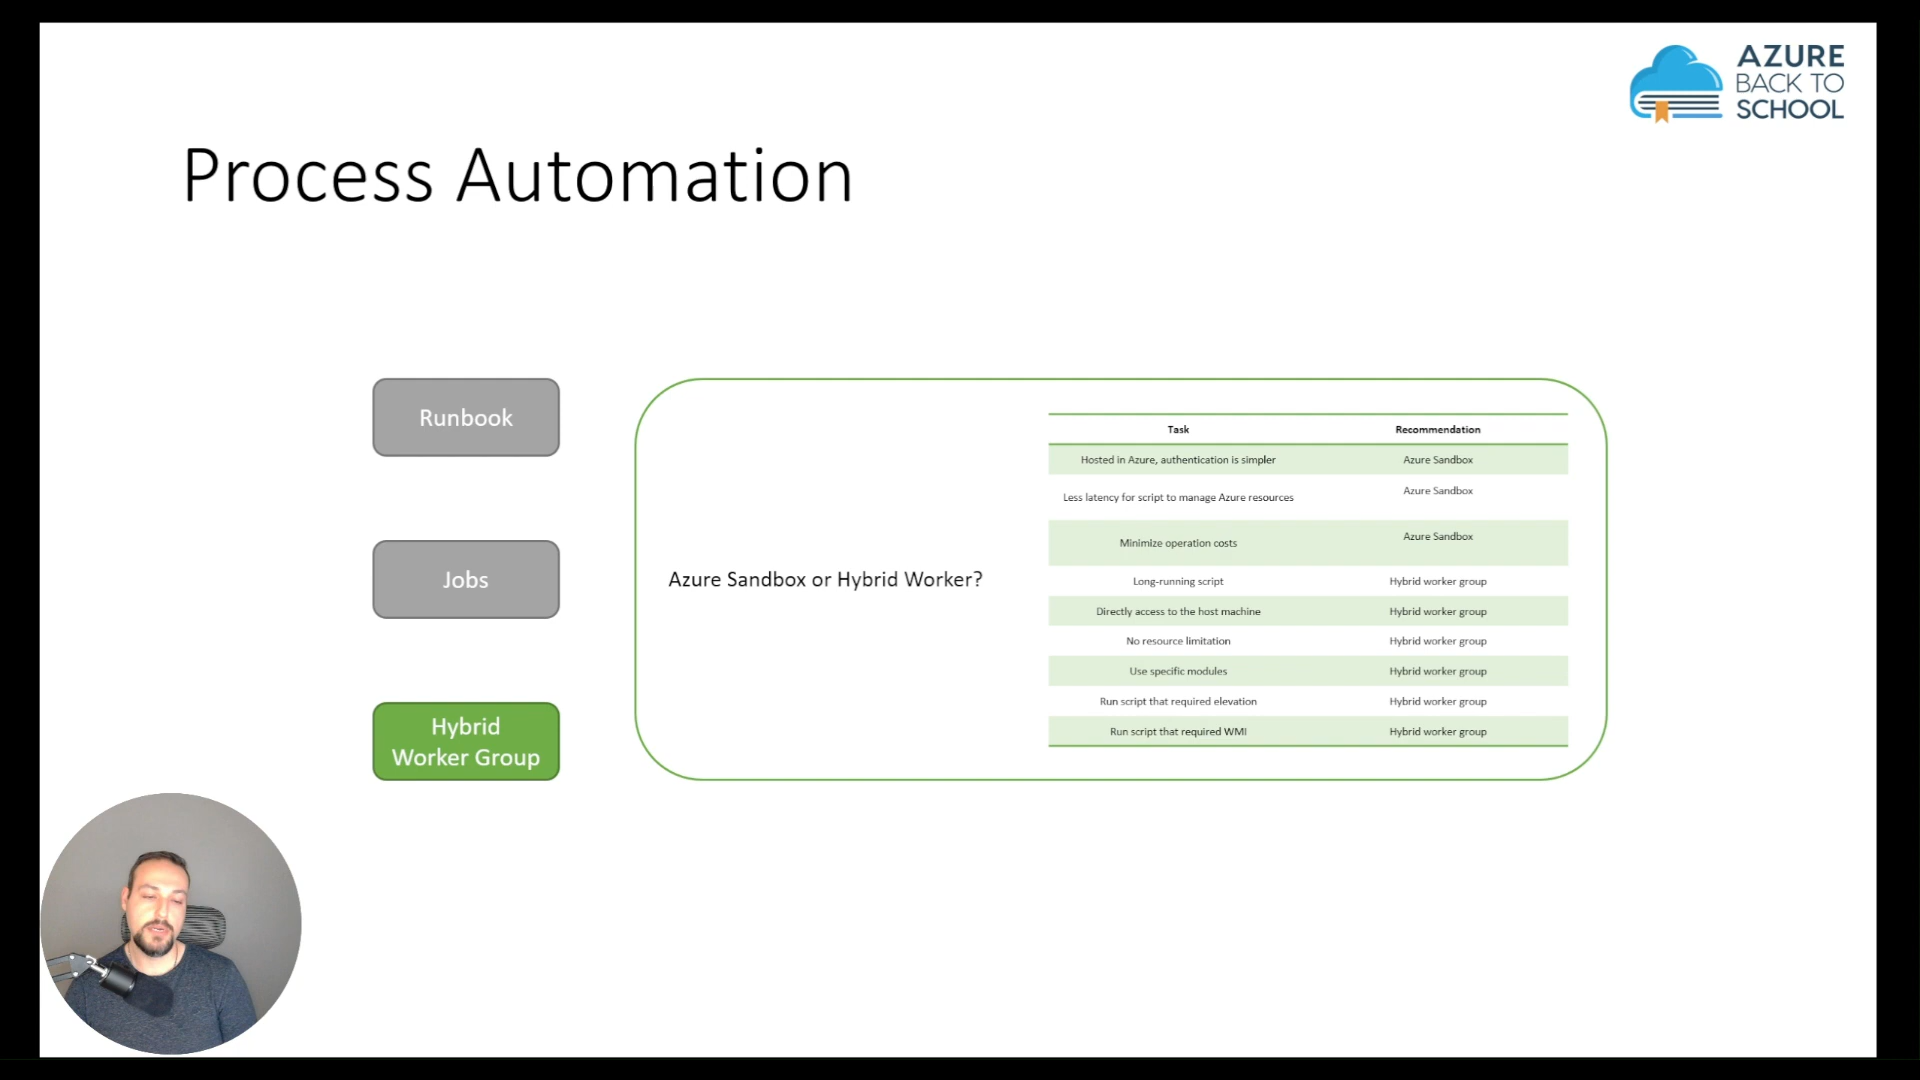 AZURE
BACK TO
SCHOOL
Process Automation
Runbook
Jobs
Hybrid
Worker Group
Azure Sandbox or Hybrid Worker?
Task Recommendation
Hosted in Azure, authentication is simpler Azure Sandbox
Less latency for script to manage Azure resources Azure Sandbox
Minimize operation costs Azure Sandbox
Long-running script Hybrid worker group
Directly access to the host machine Hybrid worker group
No resource limitation Hybrid worker group
Use specific modules Hybrid worker group
Run script that required elevation Hybrid worker group
Run script that required WMI Hybrid worker group